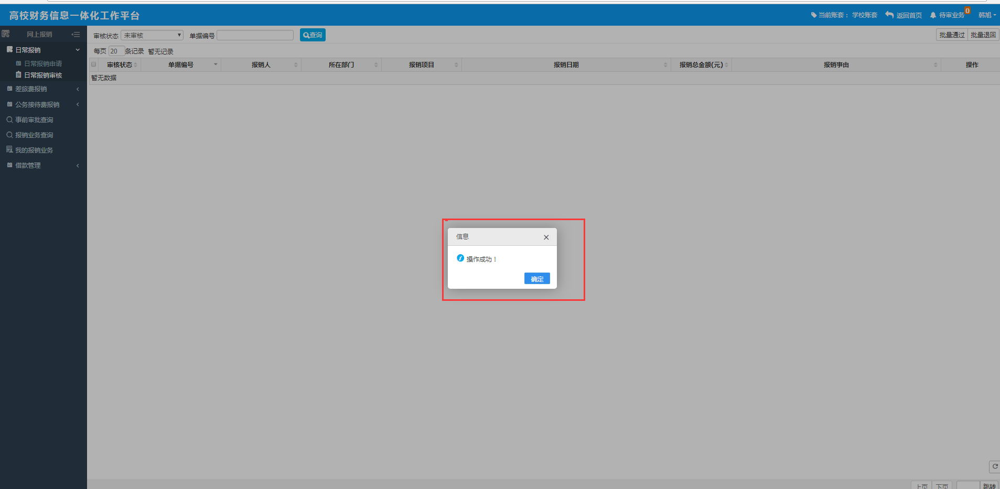 高校财务信息一体化工作平台
当前账套： 学校账套 返回首页 待审业务 0 韩旭
网上报销
日常报销
日常报销申请
日常报销审核
差旅费报销
公务接待费报销
事前审批查询
报销业务查询
我的报销业务
借款管理
审核状态 未审核 单据编号 查询 批量通过 批量退回
每页 20 条记录 暂无记录
审核状态 单据编号 报销人 所在部门 报销项目 报销日期 报销总金额(元) 报销事由 操作
暂无数据
信息
操作成功！
确定
上页 下页 跳转